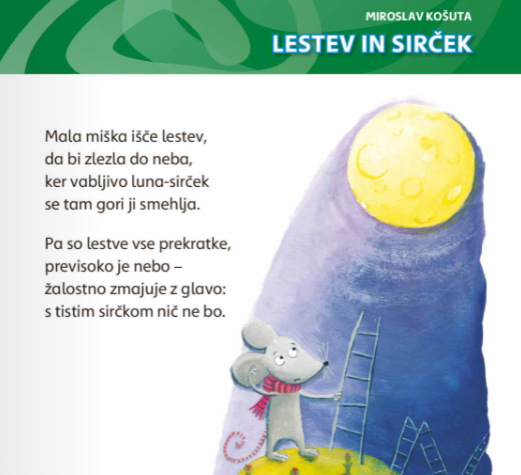 MIROSLAV KOŠUTA
LESTEV IN SIRČEK
Mala miška išče lestev,
da bi zlezla do neba,
ker vabljivo luna-sirček
se tam gori ji smehlja.
Pa so lestve vse prekratke,
previsoko je nebo –
žalostno zmajuje z glavo:
s tistim sirčkom nič ne bo.